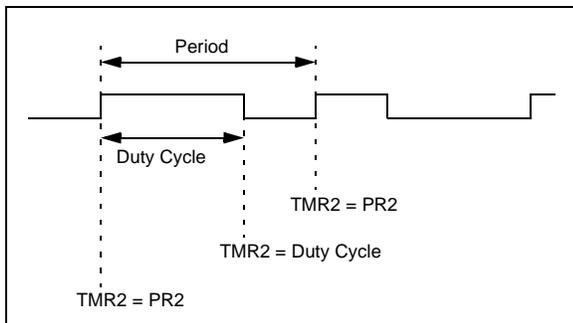 Period
Duty Cycle
TMR2 = PR2
TMR2 = Duty Cycle
TMR2 = PR2